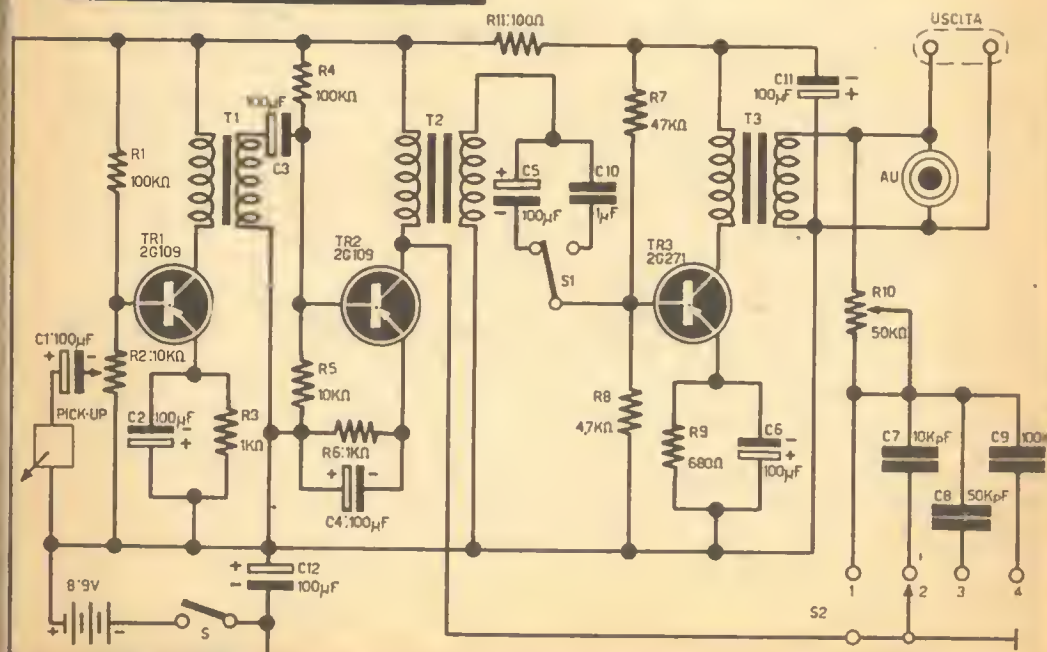 R11:100Ω
USCITA
R4
100KΩ
100µF
T1
C3
T2
R7
47KΩ
C11
100µF
-
+
T3
R1
100KΩ
C5
100µF
+
-
C10
1µF
AU
TR1
2G109
TR2
2G109
S1
TR3
2G271
R10
50KΩ
C1:100µF
+
-
R2:10KΩ
PICK-UP
C2
100µF
-
+
R3
1KΩ
R5
10KΩ
R6:1KΩ
C4:100µF
+
-
R8
4,7KΩ
R9
680Ω
C6
100µF
-
+
C7
10KpF
C8
50KpF
C9
100K
8'9V
+
-
S
C12
100µF
+
-
S2
1
2
3
4